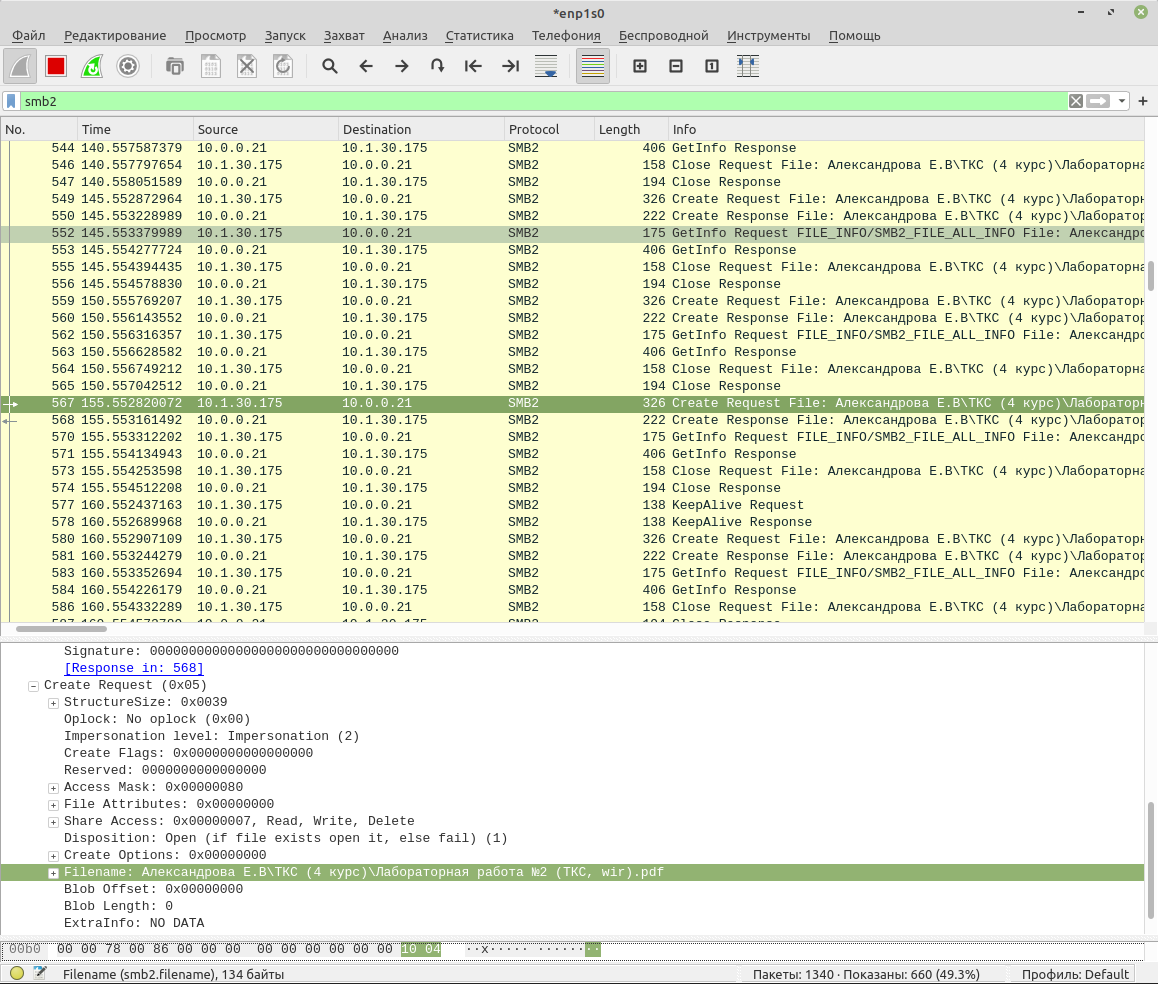 *enp1s0
Файл Редактирование Просмотр Запуск Захват Анализ Статистика Телефония Беспроводной Инструменты Помощь
smb2
No. Time Source Destination Protocol Length Info
544 140.557587379 10.0.0.21 10.1.30.175 SMB2 406 GetInfo Response
546 140.557797654 10.1.30.175 10.0.0.21 SMB2 158 Close Request File: Александрова Е.В\ТКС (4 курс)\Лабораторна
547 140.558051589 10.0.0.21 10.1.30.175 SMB2 194 Close Response
549 145.552872964 10.1.30.175 10.0.0.21 SMB2 326 Create Request File: Александрова Е.В\ТКС (4 курс)\Лаборатор
550 145.553228989 10.0.0.21 10.1.30.175 SMB2 222 Create Response File: Александрова Е.В\ТКС (4 курс)\Лаборатор
552 145.553379989 10.1.30.175 10.0.0.21 SMB2 175 GetInfo Request FILE_INFO/SMB2_FILE_ALL_INFO File: Александро
553 145.554277724 10.0.0.21 10.1.30.175 SMB2 406 GetInfo Response
555 145.554394435 10.1.30.175 10.0.0.21 SMB2 158 Close Request File: Александрова Е.В\ТКС (4 курс)\Лабораторна
556 145.554578830 10.0.0.21 10.1.30.175 SMB2 194 Close Response
559 150.555769207 10.1.30.175 10.0.0.21 SMB2 326 Create Request File: Александрова Е.В\ТКС (4 курс)\Лаборатор
560 150.556143552 10.0.0.21 10.1.30.175 SMB2 222 Create Response File: Александрова Е.В\ТКС (4 курс)\Лаборатор
562 150.556316357 10.1.30.175 10.0.0.21 SMB2 175 GetInfo Request FILE_INFO/SMB2_FILE_ALL_INFO File: Александро
563 150.556628582 10.0.0.21 10.1.30.175 SMB2 406 GetInfo Response
564 150.556749212 10.1.30.175 10.0.0.21 SMB2 158 Close Request File: Александрова Е.В\ТКС (4 курс)\Лабораторна
565 150.557042512 10.0.0.21 10.1.30.175 SMB2 194 Close Response
567 155.552820072 10.1.30.175 10.0.0.21 SMB2 326 Create Request File: Александрова Е.В\ТКС (4 курс)\Лаборатор
568 155.553161492 10.0.0.21 10.1.30.175 SMB2 222 Create Response File: Александрова Е.В\ТКС (4 курс)\Лаборатор
570 155.553312202 10.1.30.175 10.0.0.21 SMB2 175 GetInfo Request FILE_INFO/SMB2_FILE_ALL_INFO File: Александро
571 155.554134943 10.0.0.21 10.1.30.175 SMB2 406 GetInfo Response
573 155.554253598 10.1.30.175 10.0.0.21 SMB2 158 Close Request File: Александрова Е.В\ТКС (4 курс)\Лабораторна
574 155.554512208 10.0.0.21 10.1.30.175 SMB2 194 Close Response
577 160.552437163 10.1.30.175 10.0.0.21 SMB2 138 KeepAlive Request
578 160.552689968 10.0.0.21 10.1.30.175 SMB2 138 KeepAlive Response
580 160.552907109 10.1.30.175 10.0.0.21 SMB2 326 Create Request File: Александрова Е.В\ТКС (4 курс)\Лаборатор
581 160.553244279 10.0.0.21 10.1.30.175 SMB2 222 Create Response File: Александрова Е.В\ТКС (4 курс)\Лаборатор
583 160.553352694 10.1.30.175 10.0.0.21 SMB2 175 GetInfo Request FILE_INFO/SMB2_FILE_ALL_INFO File: Александро
584 160.554226179 10.0.0.21 10.1.30.175 SMB2 406 GetInfo Response
586 160.554332289 10.1.30.175 10.0.0.21 SMB2 158 Close Request File: Александрова Е.В\ТКС (4 курс)\Лабораторна
Signature: 00000000000000000000000000000000
[Response in: 568]
Create Request (0x05)
StructureSize: 0x0039
Oplock: No oplock (0x00)
Impersonation level: Impersonation (2)
Create Flags: 0x0000000000000000
Reserved: 0000000000000000
Access Mask: 0x00000080
File Attributes: 0x00000000
Share Access: 0x00000007, Read, Write, Delete
Disposition: Open (if file exists open it, else fail) (1)
Create Options: 0x00000000
Filename: Александрова Е.В\ТКС (4 курс)\Лабораторная работа №2 (ТКС, wir).pdf
Blob Offset: 0x00000000
Blob Length: 0
ExtraInfo: NO DATA
00b0 00 00 78 00 86 00 00 00 00 00 00 00 00 00 10 04 ··x····· ········
Filename (smb2.filename), 134 байты Пакеты: 1340 · Показаны: 660 (49.3%) Профиль: Default